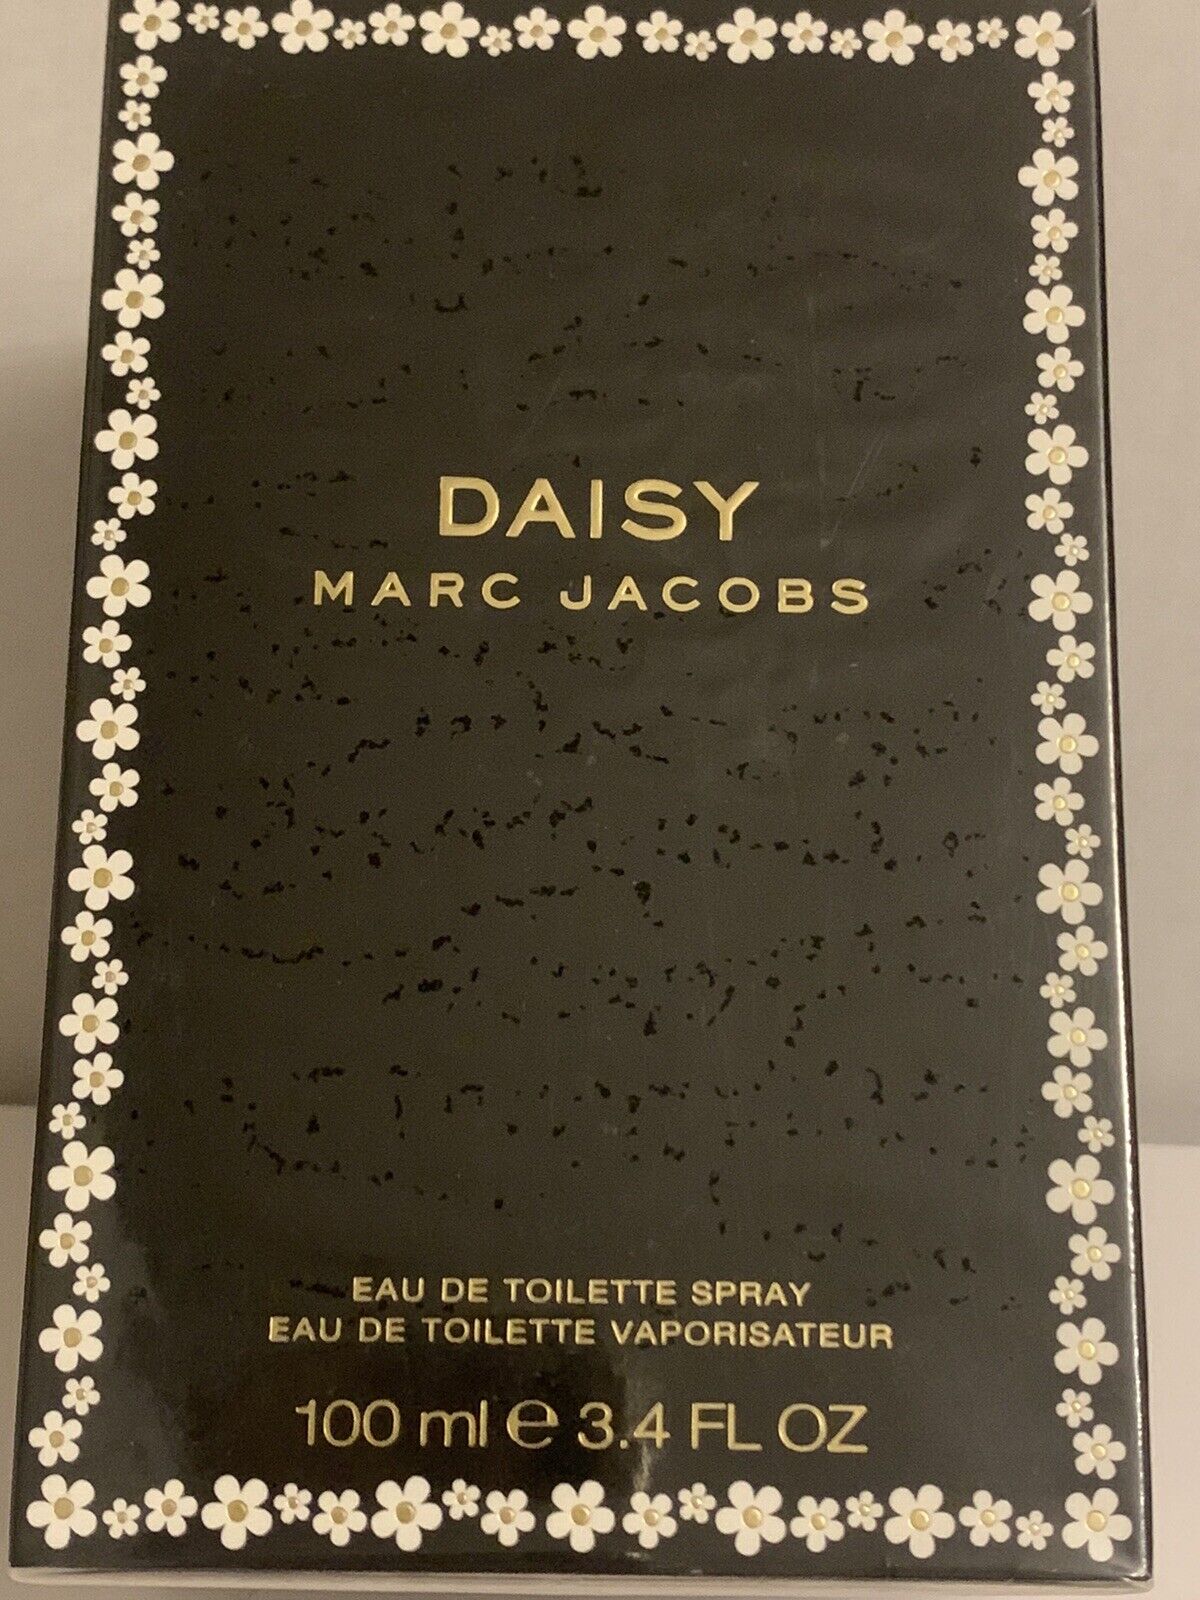 DAISY
MARC JACOBS
EAU DE TOILETTE SPRAY
EAU DE TOILETTE VAPORISATEUR
100 ml ℮ 3.4 FL OZ